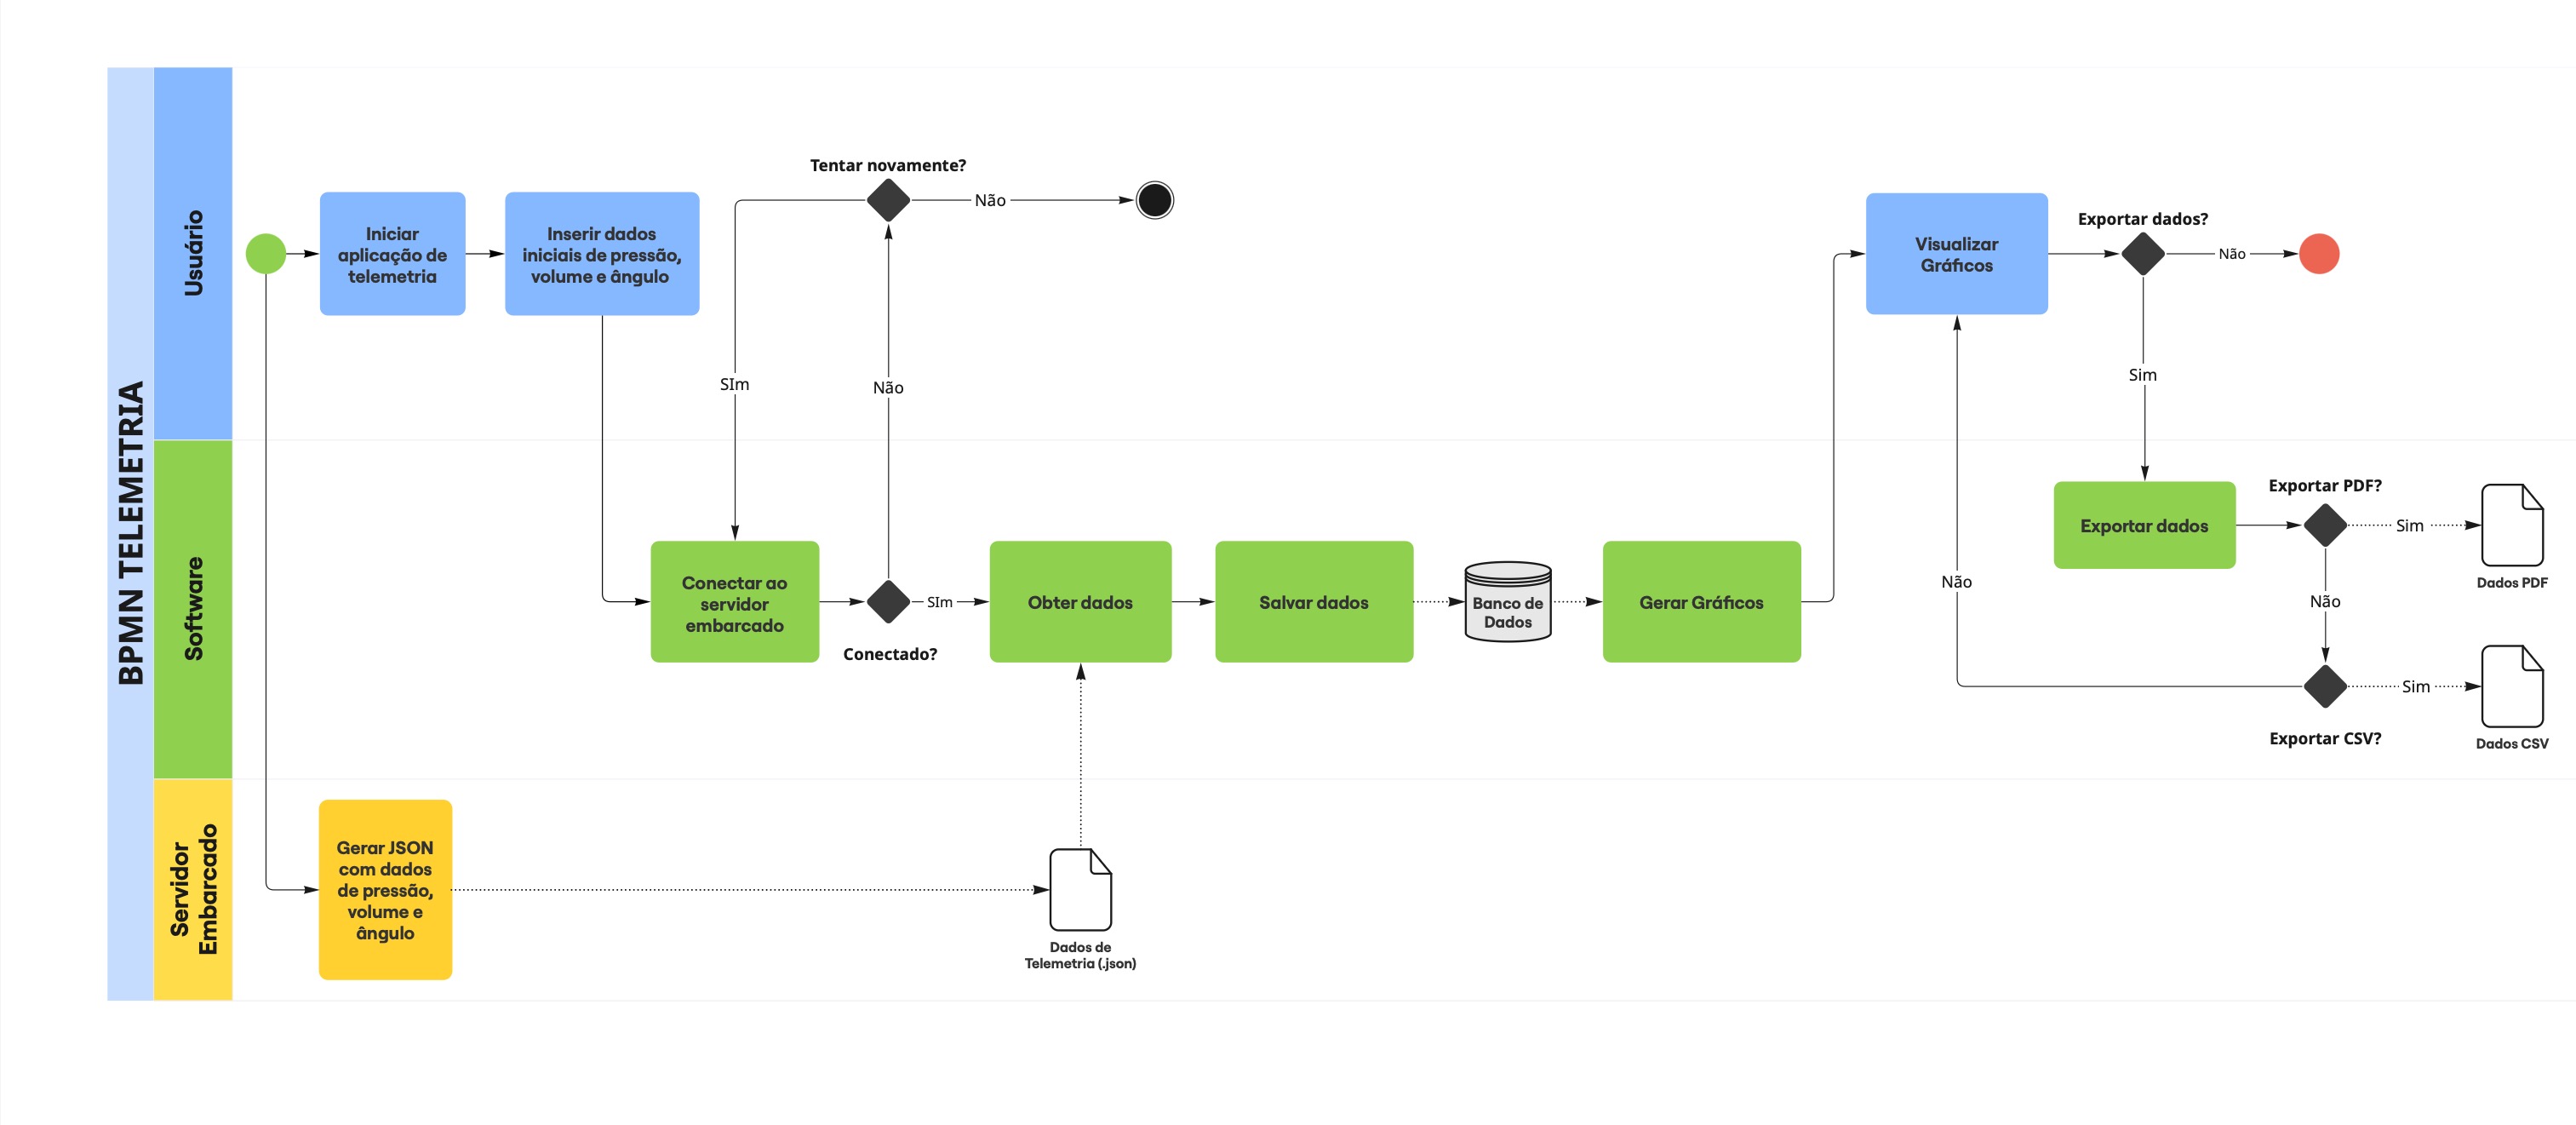 BPMN TELEMETRIA
Usuário
Iniciar
aplicação de
telemetria
Inserir dados
iniciais de pressão,
volume e ângulo
Tentar novamente?
Não
SIm
Não
Visualizar
Gráficos
Exportar dados?
Não
Sim
Software
Conectar ao
servidor
embarcado
SIm
Conectado?
Obter dados
Salvar dados
Banco de
Dados
Gerar Gráficos
Não
Exportar dados
Exportar PDF?
Sim
Dados PDF
Não
Sim
Exportar CSV?
Dados CSV
Servidor
Embarcado
Gerar JSON
com dados
de pressão,
volume e
ângulo
Dados de
Telemetria (.json)